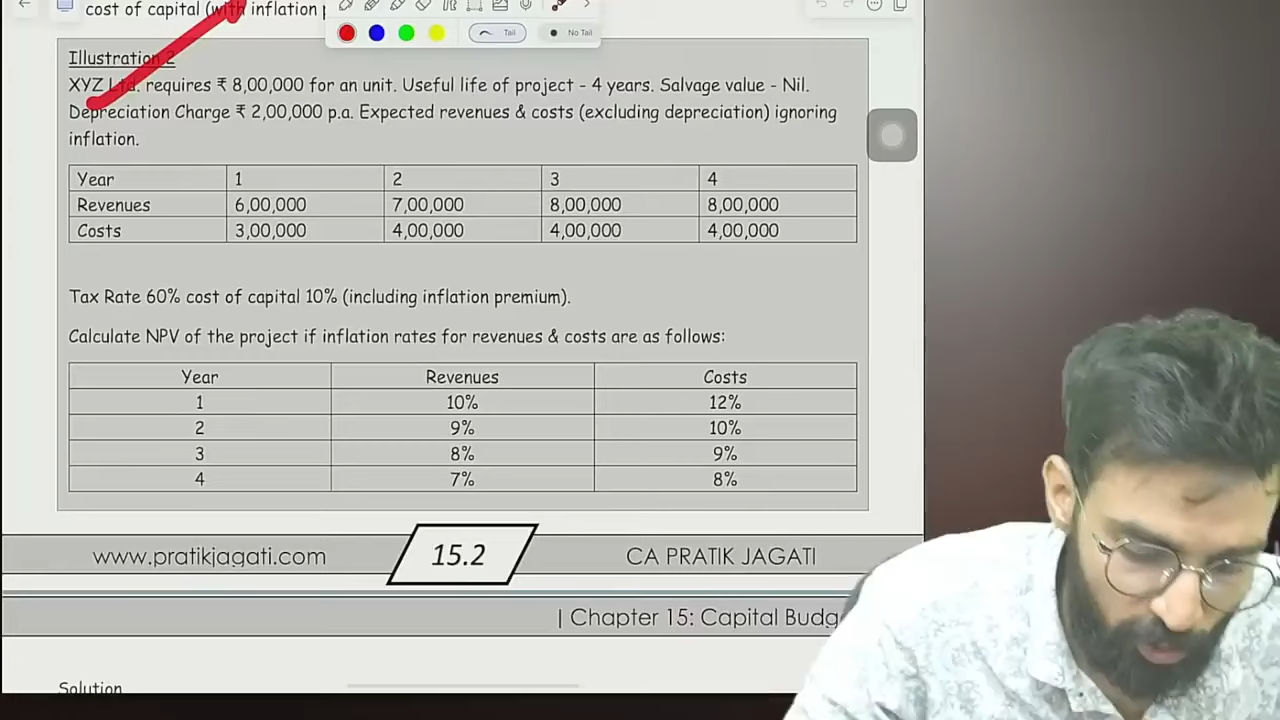 cost of capital (with inflation
Tail
No Tail
Illustration 2
XYZ Ltd. requires ₹ 8,00,000 for an unit. Useful life of project - 4 years. Salvage value - Nil.
Depreciation Charge ₹ 2,00,000 p.a. Expected revenues & costs (excluding depreciation) ignoring
inflation.
Year 1 2 3 4
Revenues 6,00,000 7,00,000 8,00,000 8,00,000
Costs 3,00,000 4,00,000 4,00,000 4,00,000
Tax Rate 60% cost of capital 10% (including inflation premium).
Calculate NPV of the project if inflation rates for revenues & costs are as follows:
Year Revenues Costs
1 10% 12%
2 9% 10%
3 8% 9%
4 7% 8%
www.pratikjagati.com 15.2 CA PRATIK JAGATI
| Chapter 15: Capital
Solution